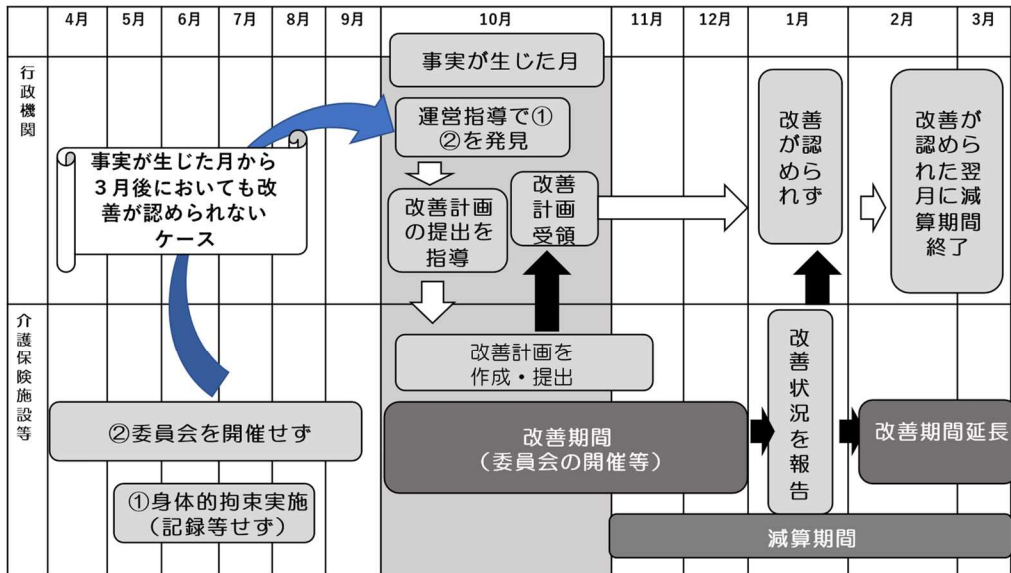 4月
5月
6月
7月
8月
9月
10月
11月
12月
1月
2月
3月
行政機関
事実が生じた月
運営指導で①
②を発見
事実が生じた月から
３月後においても改
善が認められない
ケース
改善計画
の提出を
指導
改善
計画
受領
改善
が認
めら
れず
改善が
認めら
れた翌
月に減
算期間
終了
介護保険施設等
改善計画を
作成・提出
②委員会を開催せず
改善期間
（委員会の開催等）
改善状況を報告
改善期間延長
①身体的拘束実施
（記録等せず）
減算期間